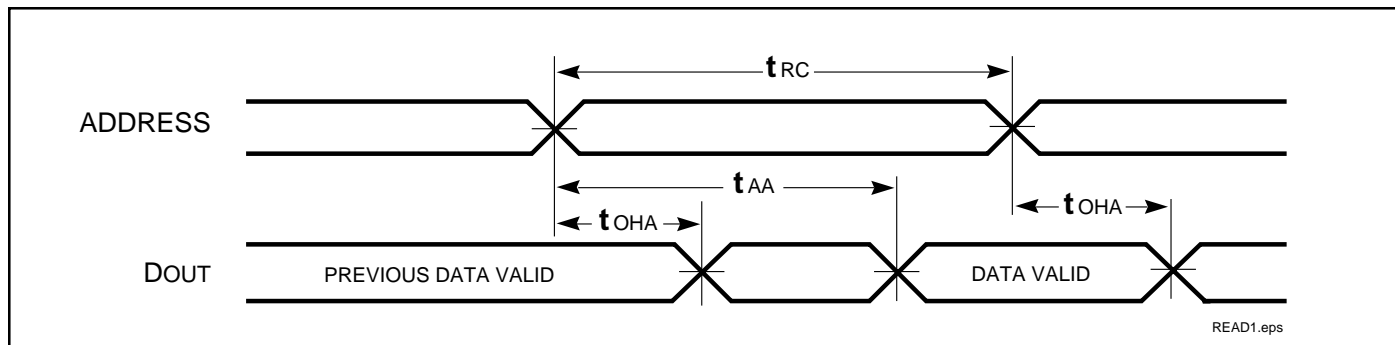 tRC
ADDRESS
tAA
tOHA
tOHA
DOUT
PREVIOUS DATA VALID
DATA VALID
READ1.eps